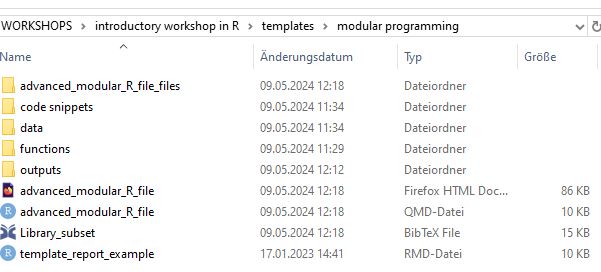 WORKSHOPS > introductory workshop in R > templates > modular programming
Name Änderungsdatum Typ Größe
advanced_modular_R_file_files 09.05.2024 12:18 Dateiordner
code snippets 09.05.2024 11:34 Dateiordner
data 09.05.2024 11:34 Dateiordner
functions 09.05.2024 11:29 Dateiordner
outputs 09.05.2024 12:12 Dateiordner
advanced_modular_R_file 09.05.2024 12:18 Firefox HTML Doc... 86 KB
R advanced_modular_R_file 09.05.2024 12:18 QMD-Datei 10 KB
Library_subset 09.05.2024 12:18 BibTeX File 15 KB
R template_report_example 17.01.2023 14:41 RMD-Datei 10 KB